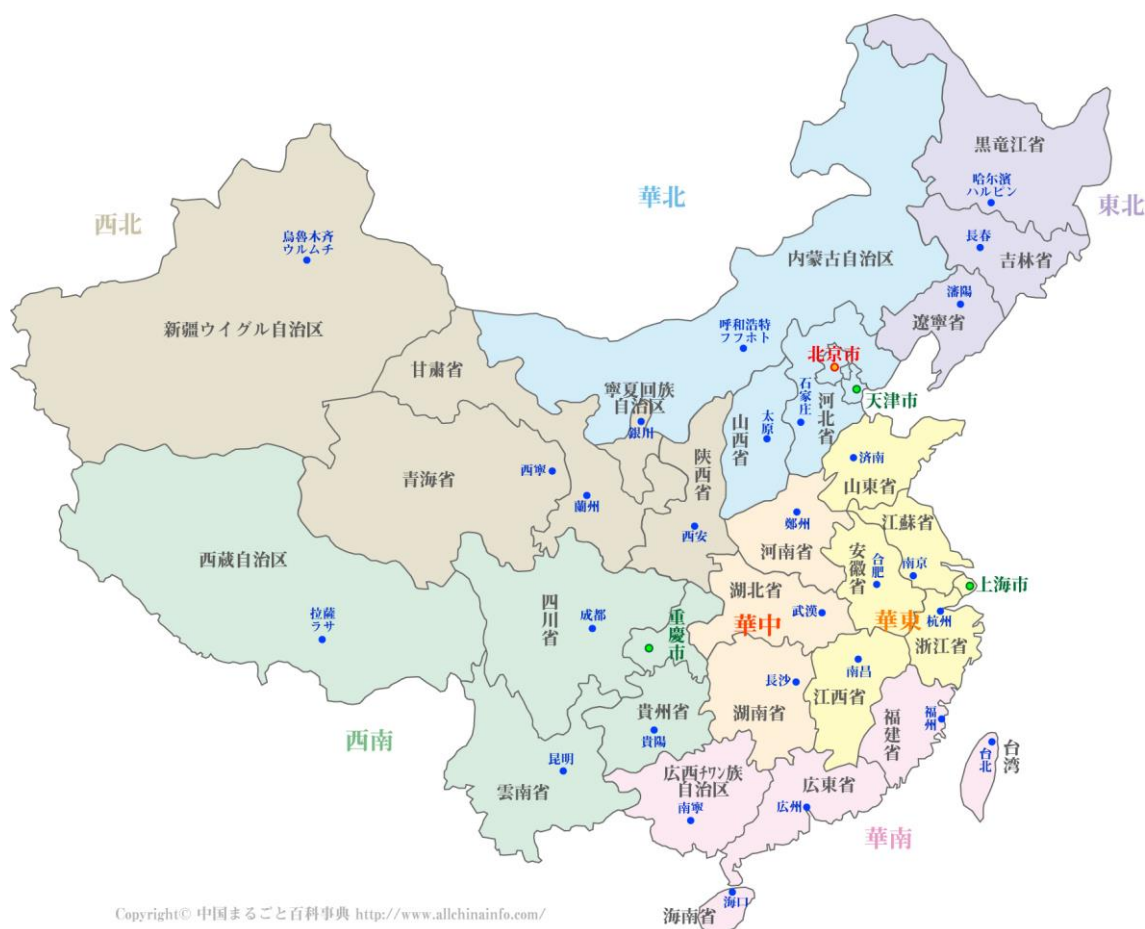 黒竜江省
哈尔濱
ハルビン
東北
華北
西北
長春
吉林省
烏魯木斉
ウルムチ
内蒙古自治区
瀋陽
遼寧省
新疆ウイグル自治区
呼和浩特
フフホト
北京市
甘肅省
寧夏回族
自治区
銀川
山西省
太原
石家庄
河北省
天津市
陝西省
青海省
西寧
蘭州
済南
山東省
西安
鄭州
河南省
江蘇省
安徽省
合肥
南京
上海市
西蔵自治区
拉薩
ラサ
四川省
成都
重慶市
湖北省
武漢
華中
華東
杭州
浙江省
南昌
江西省
長沙
湖南省
福建省
福州
西南
貴州省
貴陽
昆明
雲南省
広西チワン族
自治区
南寧
広東省
広州
台北
台湾
華南
海口
海南省
Copyright© 中国まるごと百科事典 http://www.allchinainfo.com/